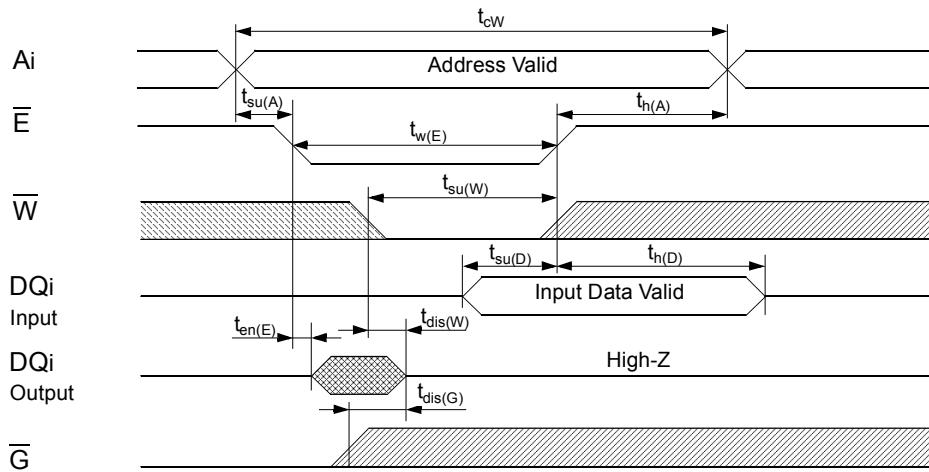 tcW
Ai
Address Valid
tsu(A)
th(A)
E
tw(E)
tsu(W)
W
tsu(D)
th(D)
DQi
Input
Input Data Valid
ten(E)
tdis(W)
DQi
Output
High-Z
tdis(G)
G